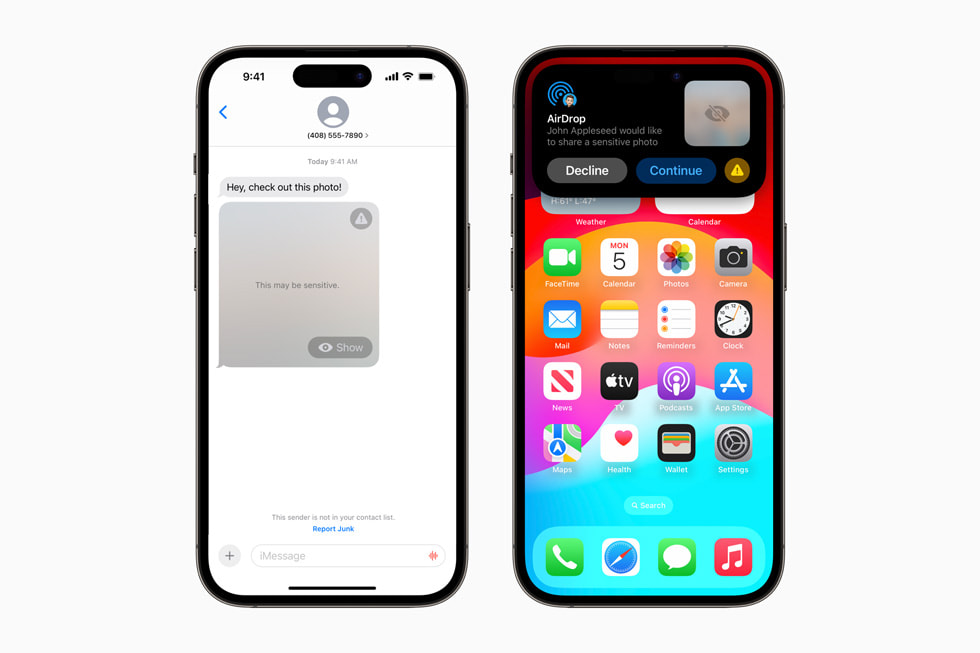 9:41
(408) 555-7890 >
Today 9:41 AM
Hey, check out this photo!
This may be sensitive.
Show
This sender is not in your contact list.
Report Junk
iMessage
AirDrop
John Appleseed would like
to share a sensitive photo
Decline
Continue
H:61° L:47°
Weather
Calendar
MON
5
FaceTime
Calendar
Photos
Camera
12
Mail
Notes
Reminders
Clock
tv
News
TV
Podcasts
App Store
Maps
Health
Wallet
Settings
Search